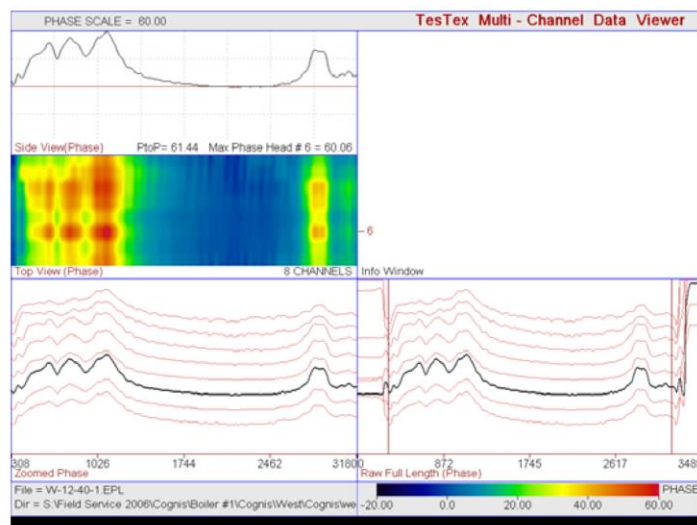 PHASE SCALE = 60.00
TesTex Multi - Channel Data Viewer
Side View(Phase) PtoP= 61.44 Max Phase Head # 6 = 60.06
6
Top View (Phase) 8 CHANNELS
Info Window
308 1026 1744 2462 31800
872 1745 2617 3489
Zoomed Phase
Raw Full Length (Phase)
File = W-12-40-1.EPL
Dir = S:\Field Service 2006\Cognis\Boiler #1\Cognis\West\Cognis\we
PHASE
-20.00 0.0 20.00 40.00 60.00